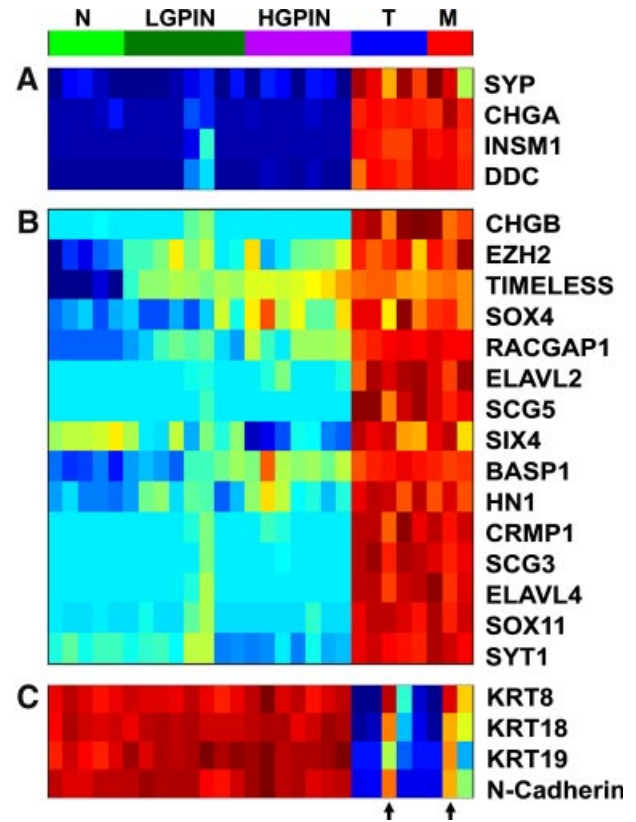 N LGPIN HGPIN T M
A
SYP
CHGA
INSM1
DDC
B
CHGB
EZH2
TIMELESS
SOX4
RACGAP1
ELAVL2
SCG5
SIX4
BASP1
HN1
CRMP1
SCG3
ELAVL4
SOX11
SYT1
C
KRT8
KRT18
KRT19
N-Cadherin